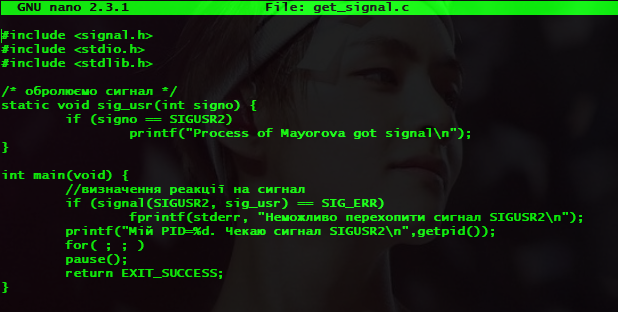 GNU nano 2.3.1 File: get_signal.c
#include <signal.h>
#include <stdio.h>
#include <stdlib.h>
/* обролюємо сигнал */
static void sig_usr(int signo) {
if (signo == SIGUSR2)
printf("Process of Mayorova got signal\n");
}
int main(void) {
//визначення реакції на сигнал
if (signal(SIGUSR2, sig_usr) == SIG_ERR)
fprintf(stderr, "Неможливо перехопити сигнал SIGUSR2\n");
printf("Мій PID=%d. Чекаю сигнал SIGUSR2\n",getpid());
for( ; ; )
pause();
return EXIT_SUCCESS;
}